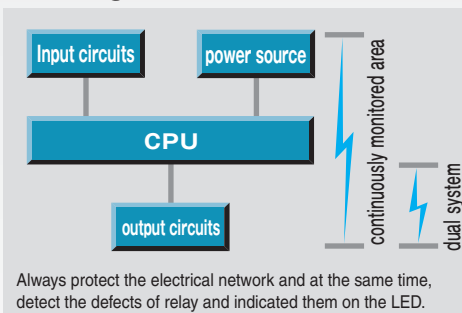 Input circuits
power source
CPU
output circuits
continuously monitored area
dual system
Always protect the electrical network and at the same time,
detect the defects of relay and indicated them on the LED.